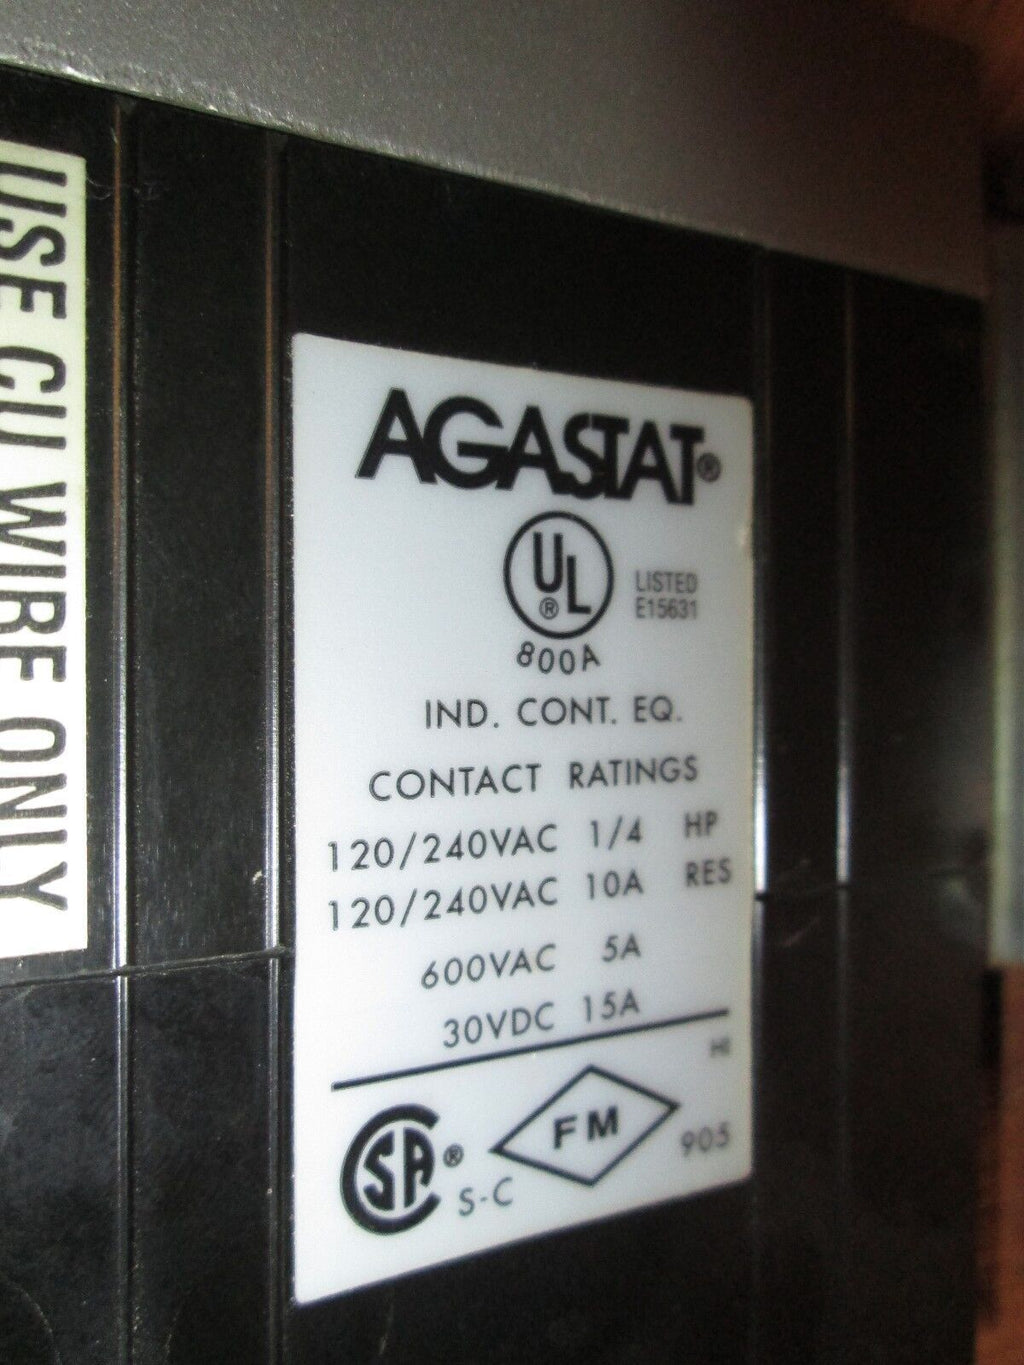 USE CU WIRE ONLY
AGASTAT®
UL ®
LISTED
E15631
800A
IND. CONT. EQ.
CONTACT RATINGS
120/240VAC 1/4 HP
120/240VAC 10A RES
600VAC 5A
30VDC 15A
HI
SA ®
S-C
FM
905